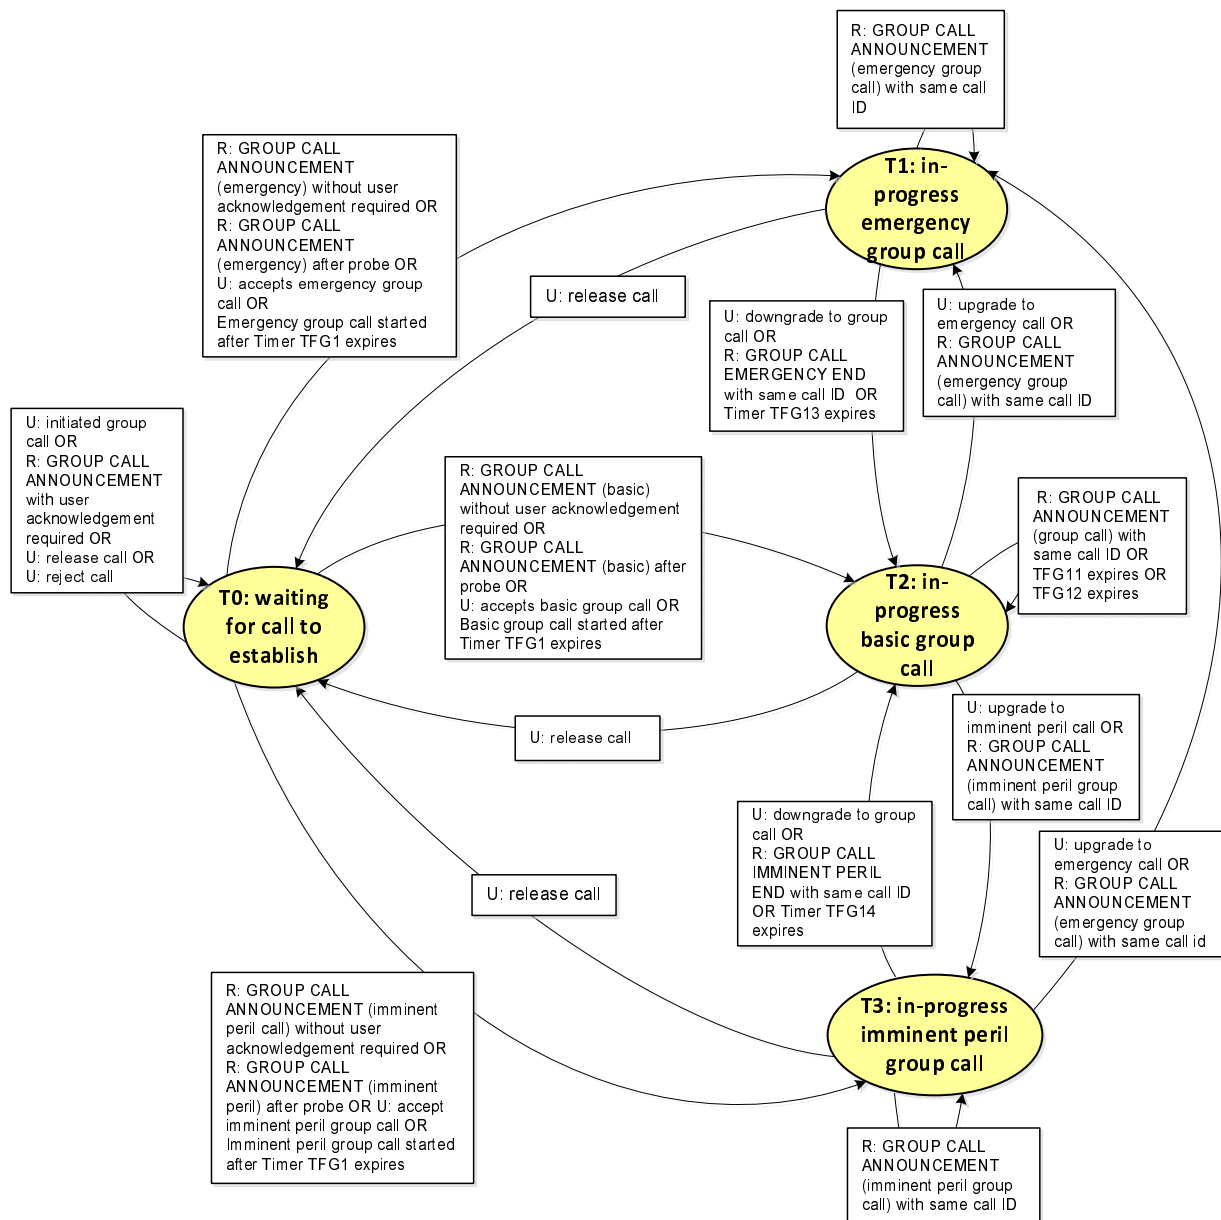 R: GROUP CALL
ANNOUNCEMENT
(emergency group
call) with same call
ID
R: GROUP CALL
ANNOUNCEMENT
(emergency) without user
acknowledgement required OR
R: GROUP CALL
ANNOUNCEMENT
(emergency) after probe OR
U: accepts emergency group
call OR
Emergency group call started
after Timer TFG1 expires
T1: in-
progress
emergency
group call
U: release call
U: downgrade to group
call OR
R: GROUP CALL
EMERGENCY END
with same call ID OR
Timer TFG13 expires
U: upgrade to
emergency call OR
R: GROUP CALL
ANNOUNCEMENT
(emergency group
call) with same call ID
U: initiated group
call OR
R: GROUP CALL
ANNOUNCEMENT
with user
acknowledgement
required OR
U: release call OR
U: reject call
R: GROUP CALL
ANNOUNCEMENT (basic)
without user acknowledgement
required OR
R: GROUP CALL
ANNOUNCEMENT (basic) after
probe OR
U: accepts basic group call OR
Basic group call started after
Timer TFG1 expires
R: GROUP CALL
ANNOUNCEMENT
(group call) with
same call ID OR
TFG11 expires OR
TFG12 expires
T0: waiting
for call to
establish
T2: in-
progress
basic group
call
U: release call
U: upgrade to
imminent peril call OR
R: GROUP CALL
ANNOUNCEMENT
(imminent peril group
call) with same call ID
U: downgrade to group
call OR
R: GROUP CALL
IMMINENT PERIL
END with same call ID
OR Timer TFG14
expires
U: upgrade to
emergency call OR
R: GROUP CALL
ANNOUNCEMENT
(emergency group
call) with same call id
U: release call
R: GROUP CALL
ANNOUNCEMENT (imminent
peril call) without user
acknowledgement required OR
R: GROUP CALL
ANNOUNCEMENT (imminent
peril) after probe OR U: accept
imminent peril group call OR
Imminent peril group call started
after Timer TFG1 expires
T3: in-progress
imminent peril
group call
R: GROUP CALL
ANNOUNCEMENT
(imminent peril group
call) with same call ID